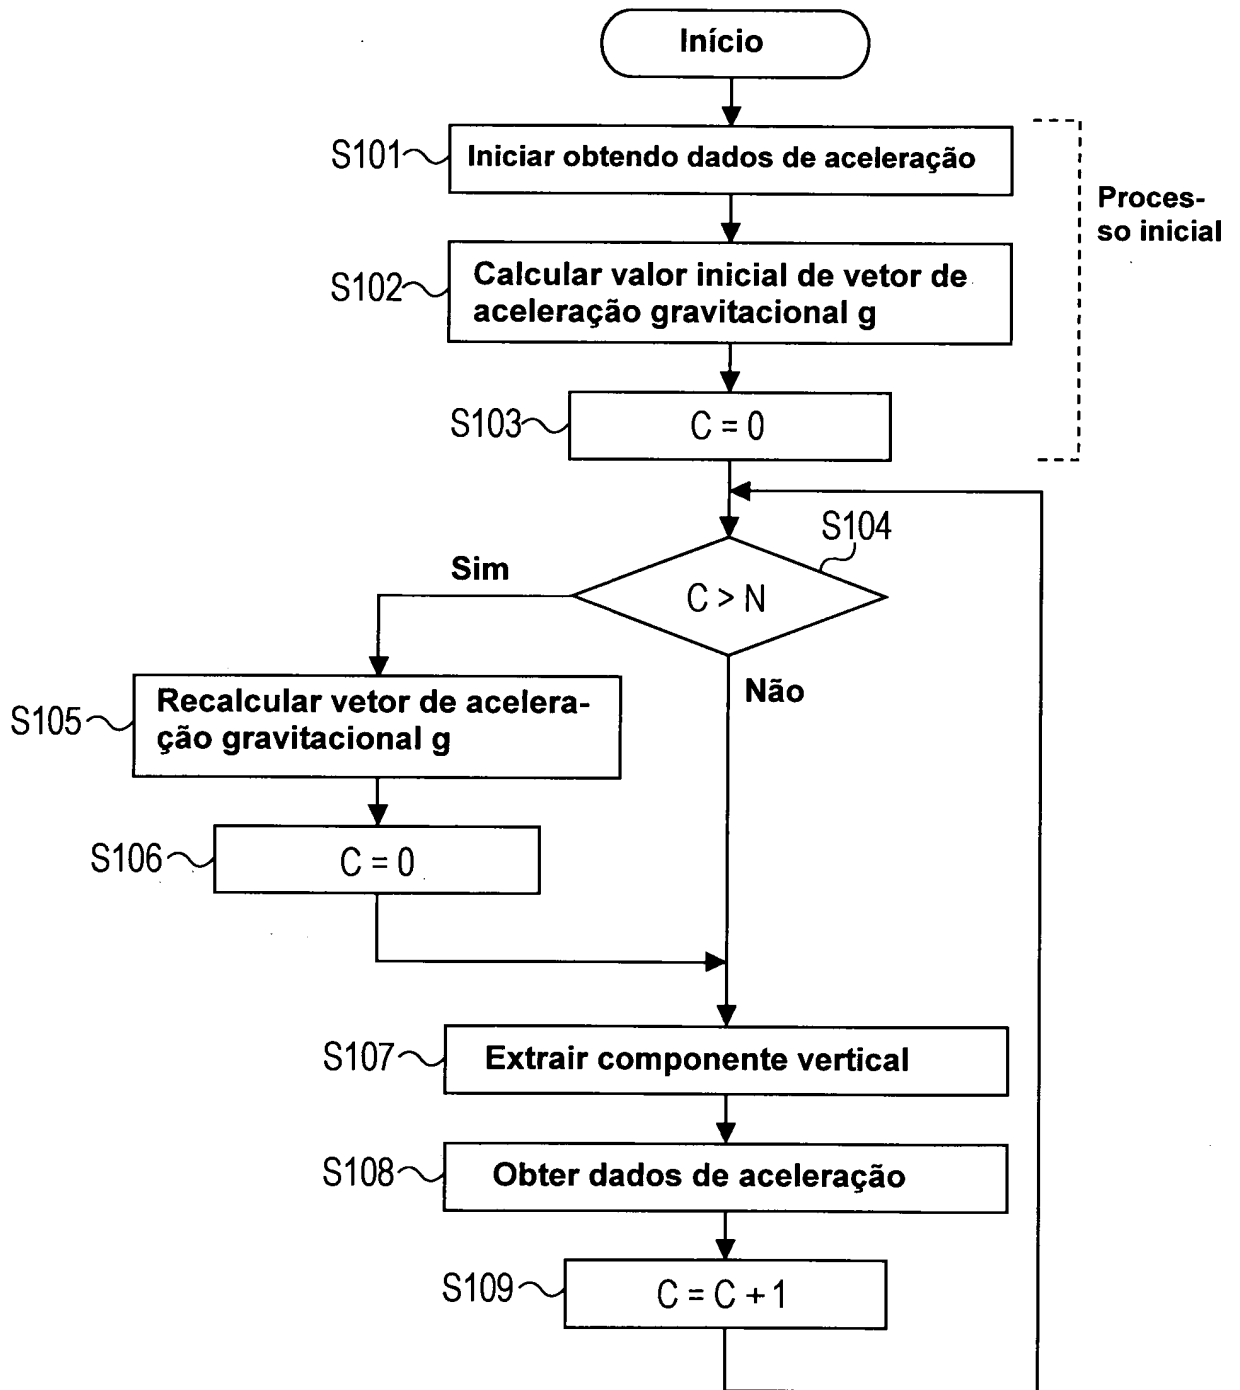 Início
S101
Iniciar obtendo dados de aceleração
Proces-
so inicial
S102
Calcular valor inicial de vetor de
aceleração gravitacional g
S103
C = 0
S104
Sim
C > N
Não
S105
Recalcular vetor de acelera-
ção gravitacional g
S106
C = 0
S107
Extrair componente vertical
S108
Obter dados de aceleração
S109
C = C + 1